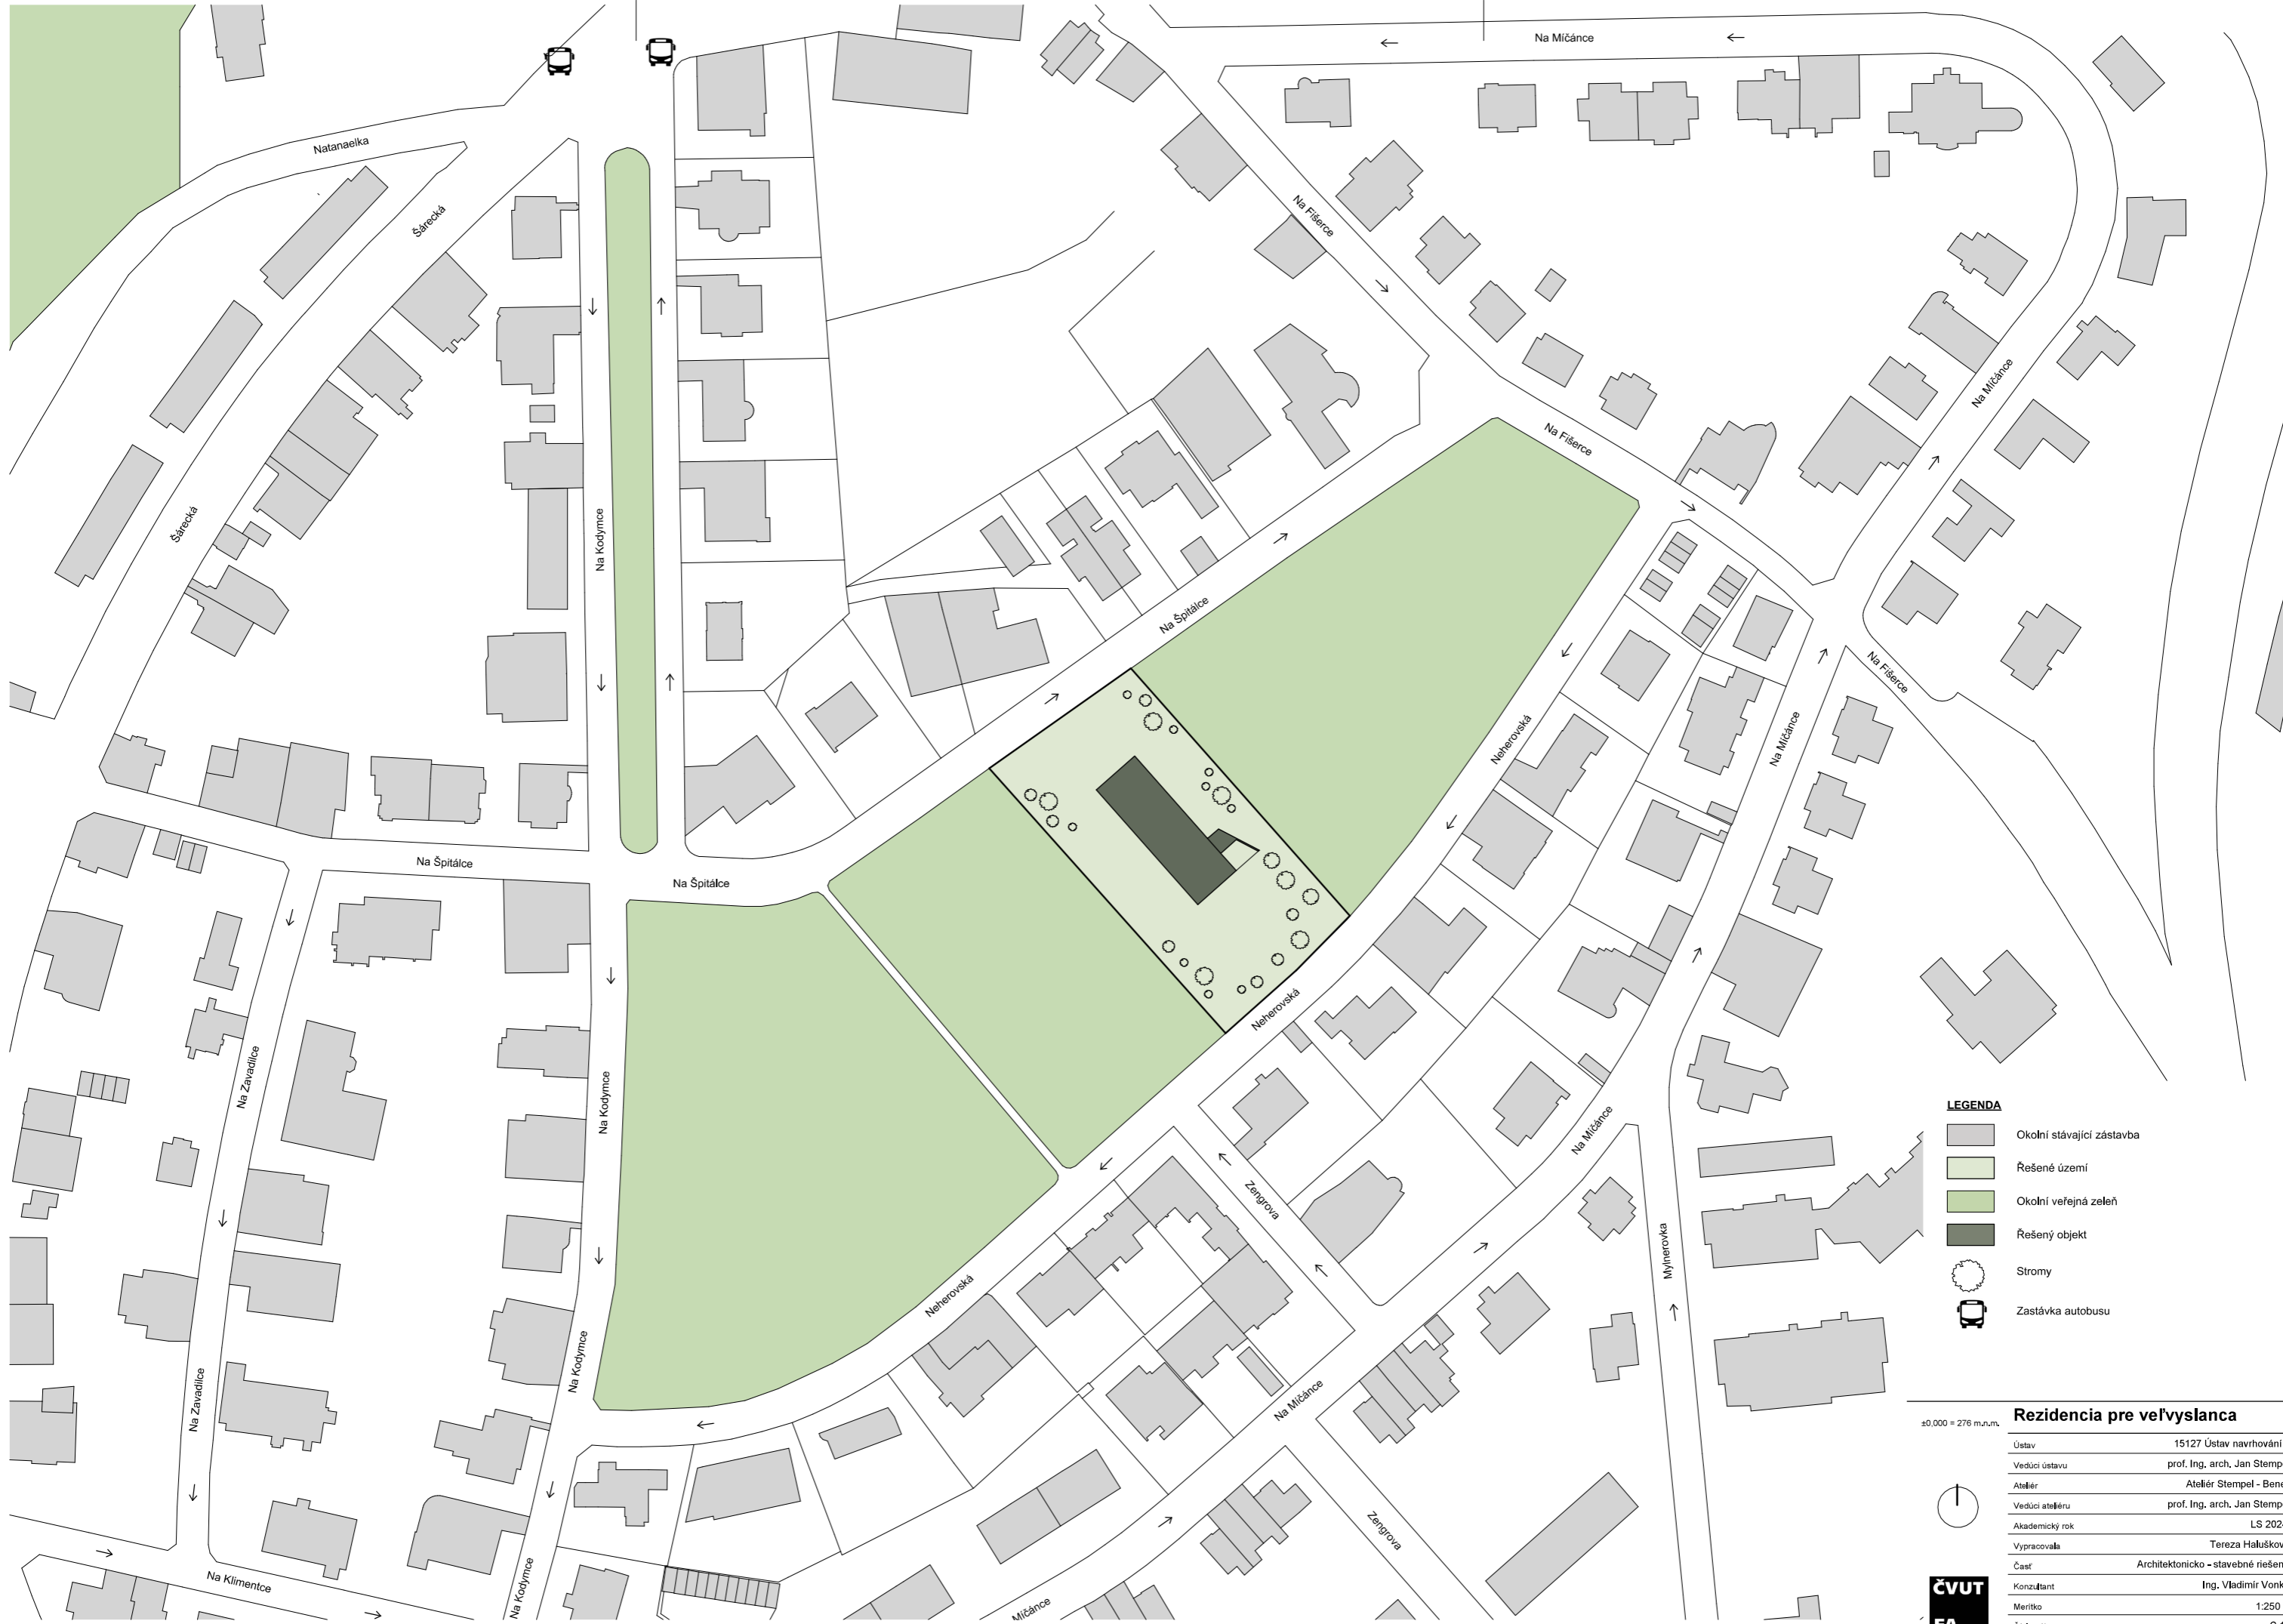 Na Míčánce
Natanaelka
Šárecká
Na Fišerce
Na Míčánce
Na Fišerce
Šárecká
Na Kodymce
Na Špitálce
Na Fišerce
Neherovská
Na Míčánce
Na Špitálce
Na Špitálce
Neherovská
Na Zavadilce
Na Kodymce
Na Míčánce
Zengrova
Mylnerovka
Neherovská
Na Kodymce
Na Zavadilce
Na Míčánce
Zengrova
Na Klimentce
Na Kodymce
Míčánce
LEGENDA
Okolní stávající zástavba
Řešené území
Okolní veřejná zeleň
Řešený objekt
Stromy
Zastávka autobusu
±0,000 = 276 m.n.m.
Rezidencia pre veľvyslanca
Ústav 15127 Ústav navrhování
Vedúci ústavu prof. Ing. arch. Jan Stemp
Ateliér Ateliér Stempel - Bene
Vedúci ateliéru prof. Ing. arch. Jan Stemp
Akademický rok LS 202
Vypracovala Tereza Haluškov
Časť Architektonicko - stavebné riešen
Konzultant Ing. Vladimír Vonk
Meritko 1:250
ČVUT
FA